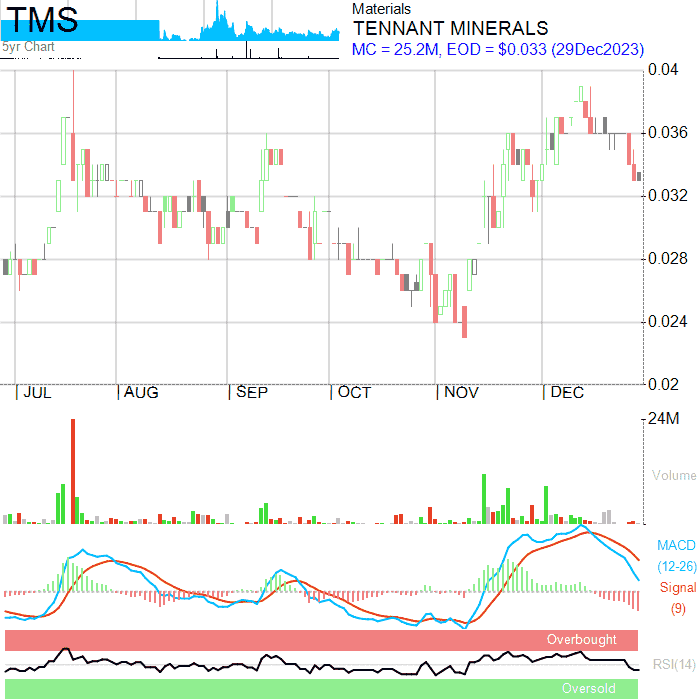 TMS
5yr Chart
Materials
TENNANT MINERALS
MC = 25.2M, EOD = $0.033 (29Dec2023)
0.04
0.036
0.032
0.028
0.024
0.02
JUL AUG SEP OCT NOV DEC
24M
Volume
MACD
(12-26)
Signal
(9)
Overbought
RSI(14)
Oversold